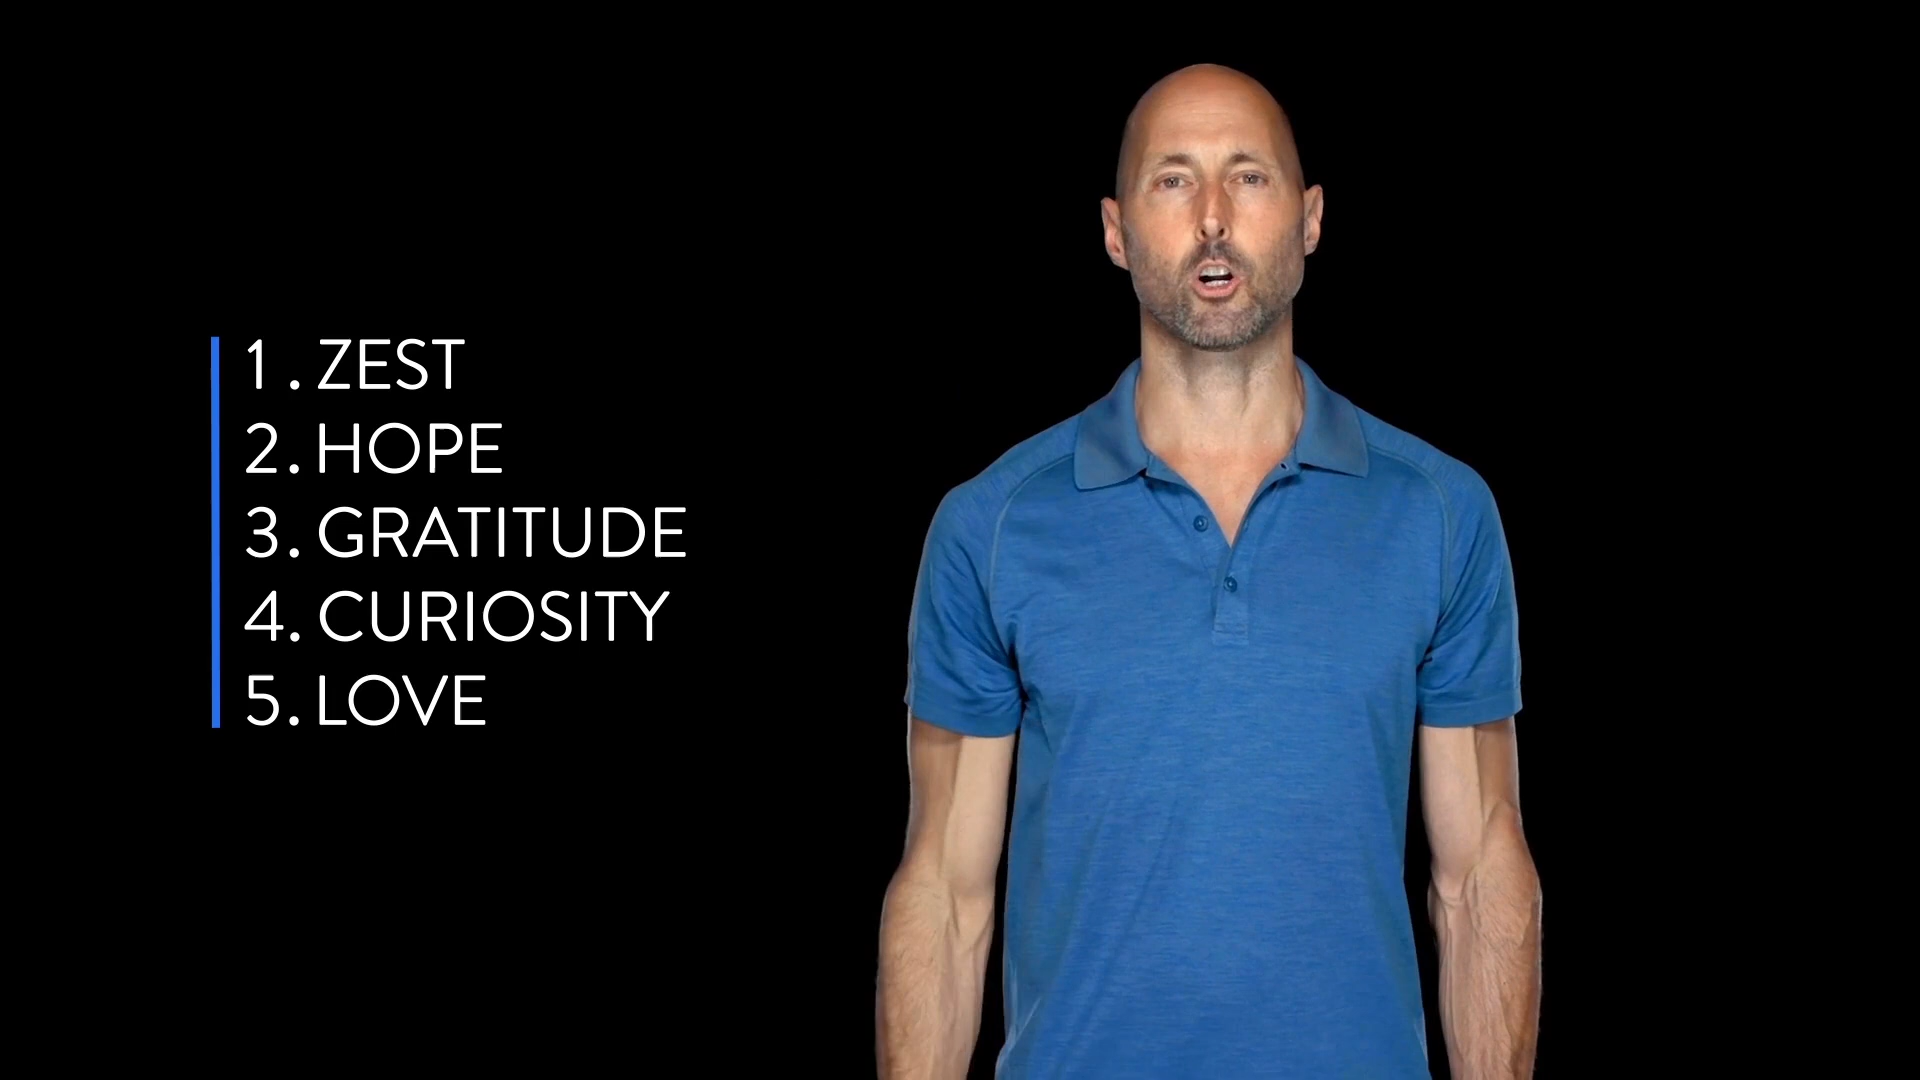 1. ZEST
2. HOPE
3. GRATITUDE
4. CURIOSITY
5. LOVE